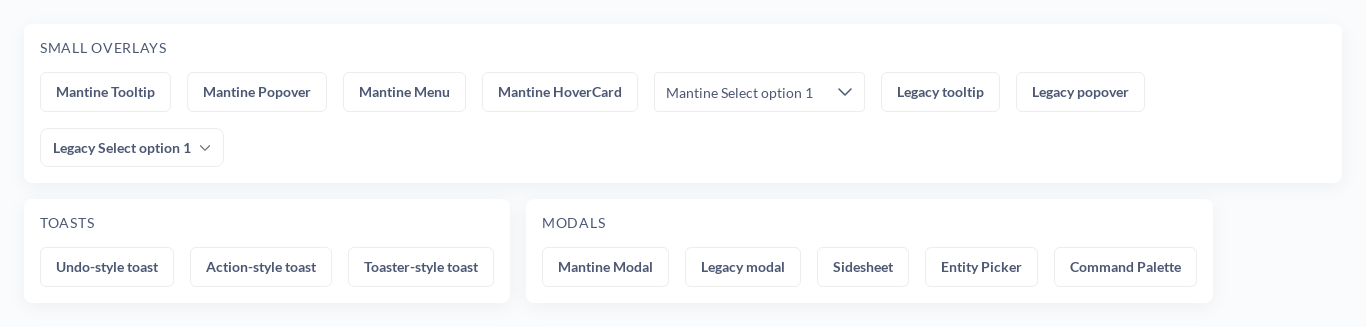 SMALL OVERLAYS
Mantine Tooltip Mantine Popover Mantine Menu Mantine HoverCard Mantine Select option 1 Legacy tooltip Legacy popover
Legacy Select option 1
TOASTS
Undo-style toast Action-style toast Toaster-style toast
MODALS
Mantine Modal Legacy modal Sidesheet Entity Picker Command Palette